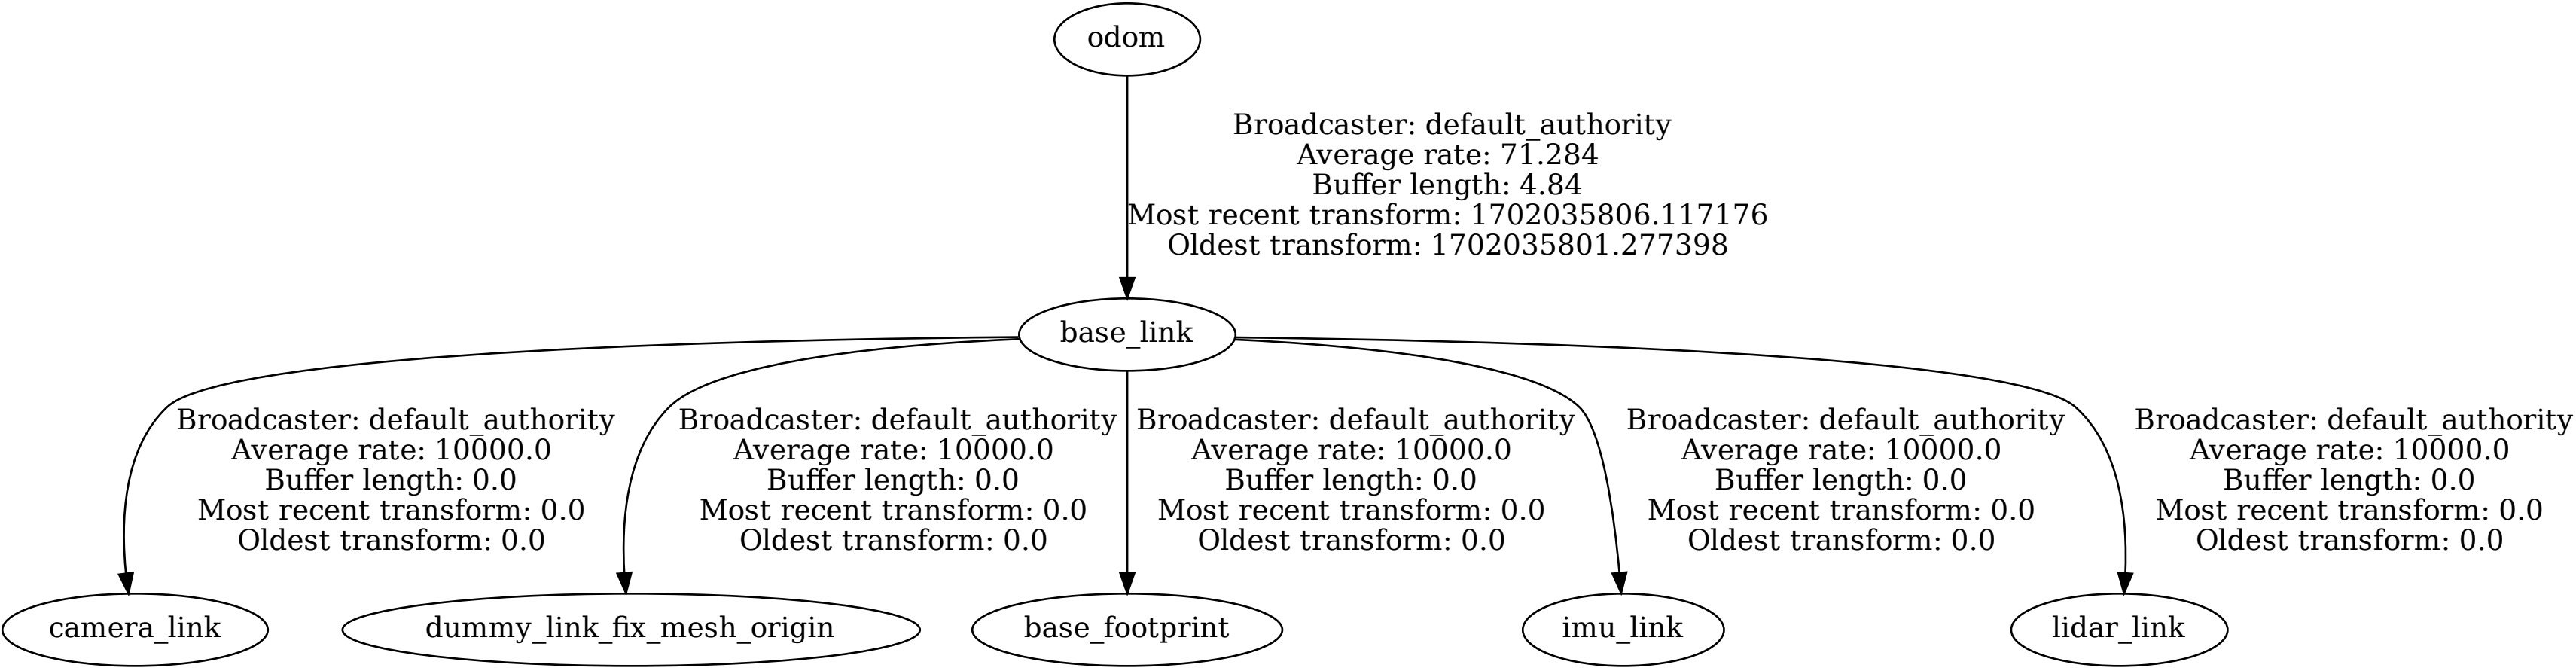 odom
Broadcaster: default_authority
Average rate: 71.284
Buffer length: 4.84
Most recent transform: 1702035806.117176
Oldest transform: 1702035801.277398
base_link
Broadcaster: default_authority
Average rate: 10000.0
Buffer length: 0.0
Most recent transform: 0.0
Oldest transform: 0.0
Broadcaster: default_authority
Average rate: 10000.0
Buffer length: 0.0
Most recent transform: 0.0
Oldest transform: 0.0
Broadcaster: default_authority
Average rate: 10000.0
Buffer length: 0.0
Most recent transform: 0.0
Oldest transform: 0.0
Broadcaster: default_authority
Average rate: 10000.0
Buffer length: 0.0
Most recent transform: 0.0
Oldest transform: 0.0
Broadcaster: default_authority
Average rate: 10000.0
Buffer length: 0.0
Most recent transform: 0.0
Oldest transform: 0.0
camera_link
dummy_link_fix_mesh_origin
base_footprint
imu_link
lidar_link